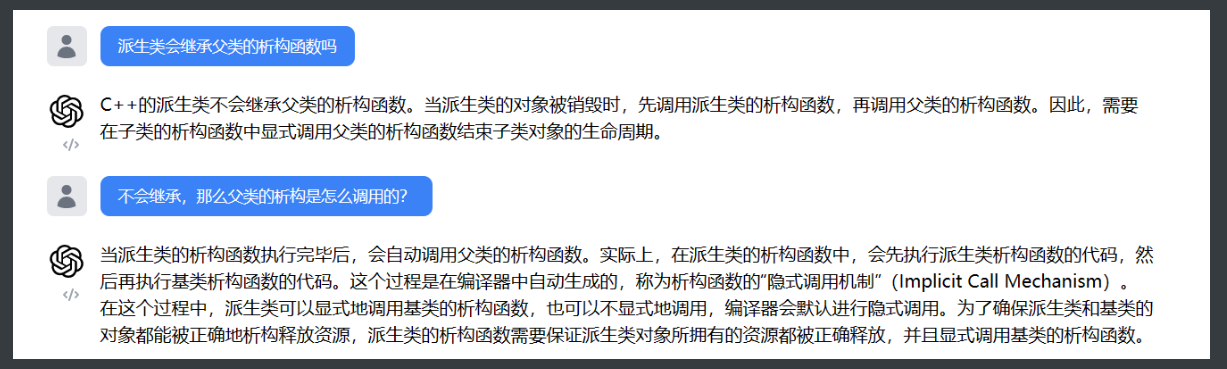 派生类会继承父类的析构函数吗
C++的派生类不会继承父类的析构函数。当派生类的对象被销毁时，先调用派生类的析构函数，再调用父类的析构函数。因此，需要
在子类的析构函数中显式调用父类的析构函数结束子类对象的生命周期。
</>
不会继承，那么父类的析构是怎么调用的？
当派生类的析构函数执行完毕后，会自动调用父类的析构函数。实际上，在派生类的析构函数中，会先执行派生类析构函数的代码，然
后再执行基类析构函数的代码。这个过程是在编译器中自动生成的，称为析构函数的“隐式调用机制”（Implicit Call Mechanism）。
</>
在这个过程中，派生类可以显式地调用基类的析构函数，也可以不显式地调用，编译器会默认进行隐式调用。为了确保派生类和基类的
对象都能被正确地析构释放资源，派生类的析构函数需要保证派生类对象所拥有的资源都被正确释放，并且显式调用基类的析构函数。